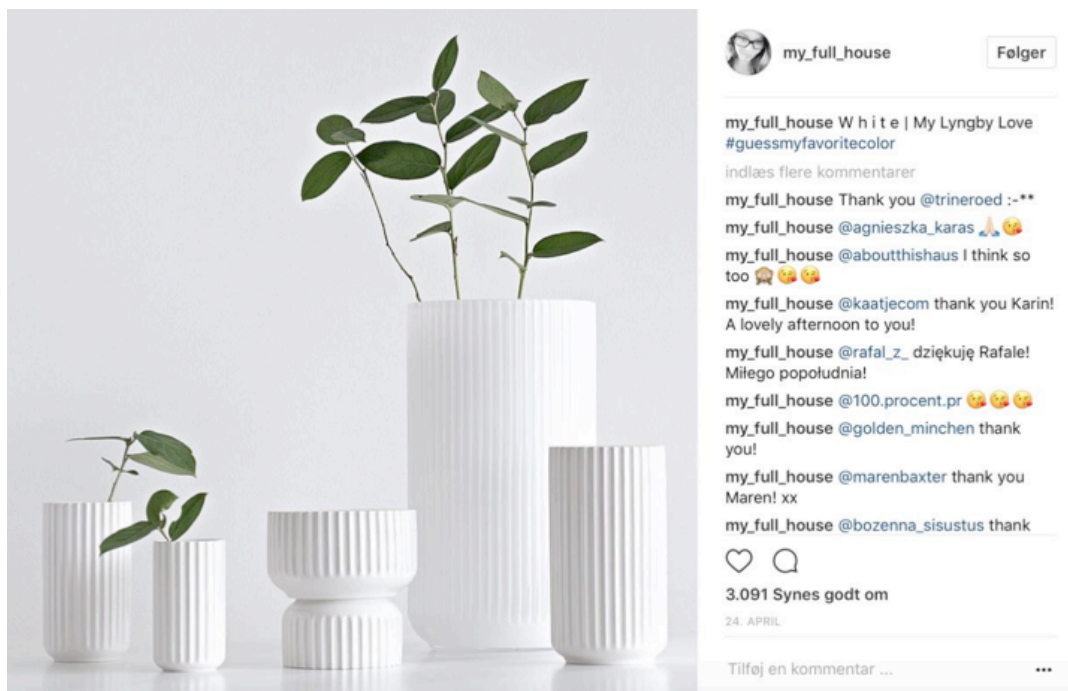 my_full_house
Følger
my_full_house W h i t e | My Lyngby Love
#guessmyfavoritecolor
indlæs flere kommentarer
my_full_house Thank you @trineroed :-**
my_full_house @agnieszka_karas 🙏🏻😘
my_full_house @aboutthishaus I think so
too 🙈😘😘
my_full_house @kaatjecom thank you Karin!
A lovely afternoon to you!
my_full_house @rafal_z_ dziękuję Rafale!
Miłego popołudnia!
my_full_house @100.procent.pr 😘😘😘
my_full_house @golden_minchen thank
you!
my_full_house @marenbaxter thank you
Maren! xx
my_full_house @bozenna_sisustus thank
3.091 Synes godt om
24. APRIL
Tilføj en kommentar ...